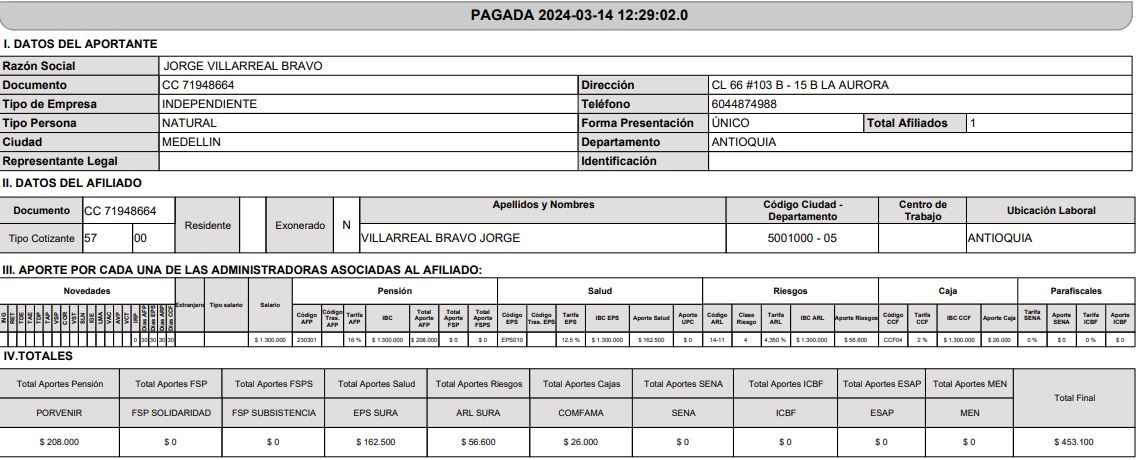 PAGADA 2024-03-14 12:29:02.0
I. DATOS DEL APORTANTE
Razón Social JORGE VILLARREAL BRAVO
Documento CC 71948664 Dirección CL 66 #103 B - 15 B LA AURORA
Tipo de Empresa INDEPENDIENTE Teléfono 6044874988
Tipo Persona NATURAL Forma Presentación ÚNICO Total Afiliados 1
Ciudad MEDELLIN Departamento ANTIOQUIA
Representante Legal Identificación
II. DATOS DEL AFILIADO
Documento CC 71948664 Residente Exonerado N Apellidos y Nombres Código Ciudad - Departamento Centro de Trabajo Ubicación Laboral
Tipo Cotizante 57 00 VILLARREAL BRAVO JORGE 5001000 - 05 ANTIOQUIA
III. APORTE POR CADA UNA DE LAS ADMINISTRADORAS ASOCIADAS AL AFILIADO:
Novedades Extranjero Tipo salario Salario Pensión Salud Riesgos Caja Parafiscales
ING RET TDE TAE TDP TAP VSP COR VST SLN IGE LMA VAC AVP VCT IRP Días AFP Días EPS Días ARP Días CCF Código AFP Código Tras. AFP Tarifa AFP IBC Total Aporte AFP Total Aporte FSP Total Aporte FSPS Código EPS Código Tras. EPS Tarifa EPS IBC EPS Aporte Salud Aporte UPC Código ARL Clase Riesgo Tarifa ARL IBC ARL Aporte Riesgos Código CCF Tarifa CCF IBC CCF Aporte Caja Tarifa SENA Aporte SENA Tarifa ICBF Aporte ICBF
0 30 30 30 30 $ 1.300.000 230301 16 % $ 1.300.000 $ 208.000 $ 0 $ 0 EPS010 12,5 % $ 1.300.000 $ 162.500 $ 0 14-11 4 4,350 % $ 1.300.000 $ 56.600 CCF04 2 % $ 1.300.000 $ 26.000 0 % $ 0 0 % $ 0
IV.TOTALES
Total Aportes Pensión Total Aportes FSP Total Aportes FSPS Total Aportes Salud Total Aportes Riesgos Total Aportes Cajas Total Aportes SENA Total Aportes ICBF Total Aportes ESAP Total Aportes MEN Total Final
PORVENIR FSP SOLIDARIDAD FSP SUBSISTENCIA EPS SURA ARL SURA COMFAMA SENA ICBF ESAP MEN
$ 208.000 $ 0 $ 0 $ 162.500 $ 56.600 $ 26.000 $ 0 $ 0 $ 0 $ 0 $ 453.100